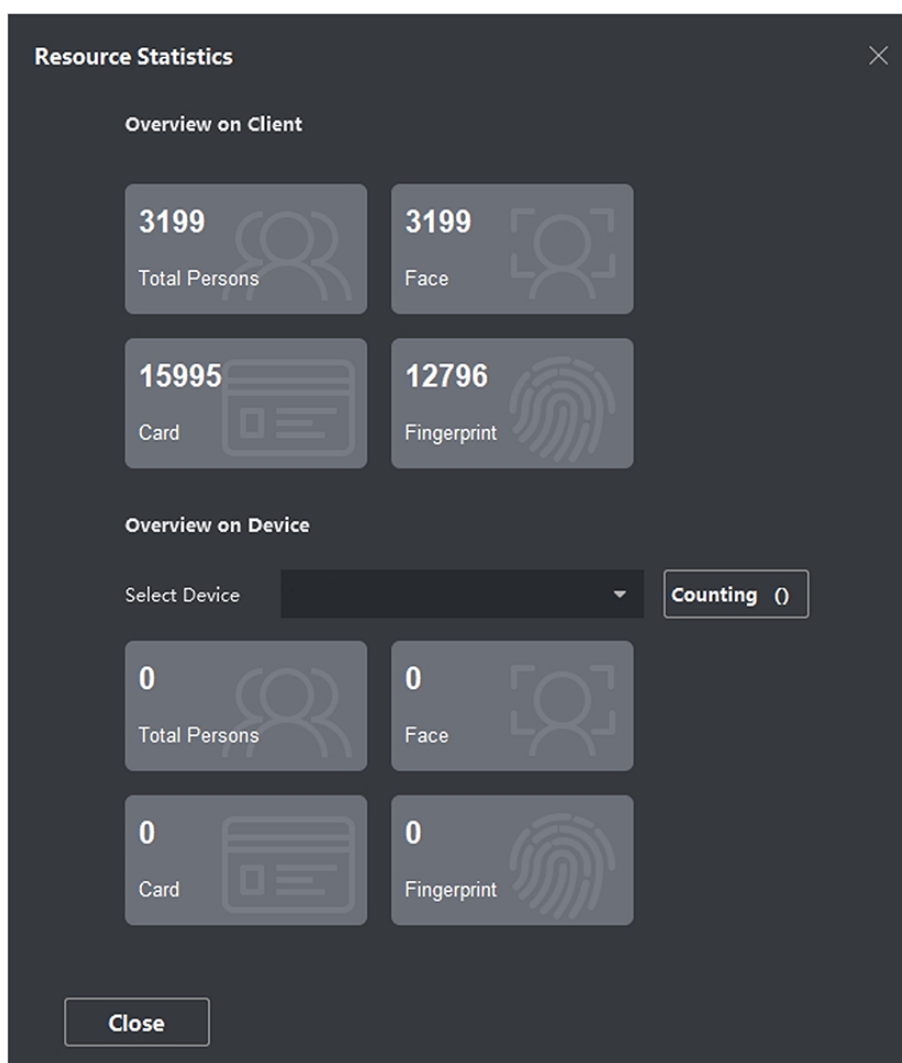 Resource Statistics
Overview on Client
3199
Total Persons
3199
Face
15995
Card
12796
Fingerprint
Overview on Device
Select Device
Counting ()
0
Total Persons
0
Face
0
Card
0
Fingerprint
Close